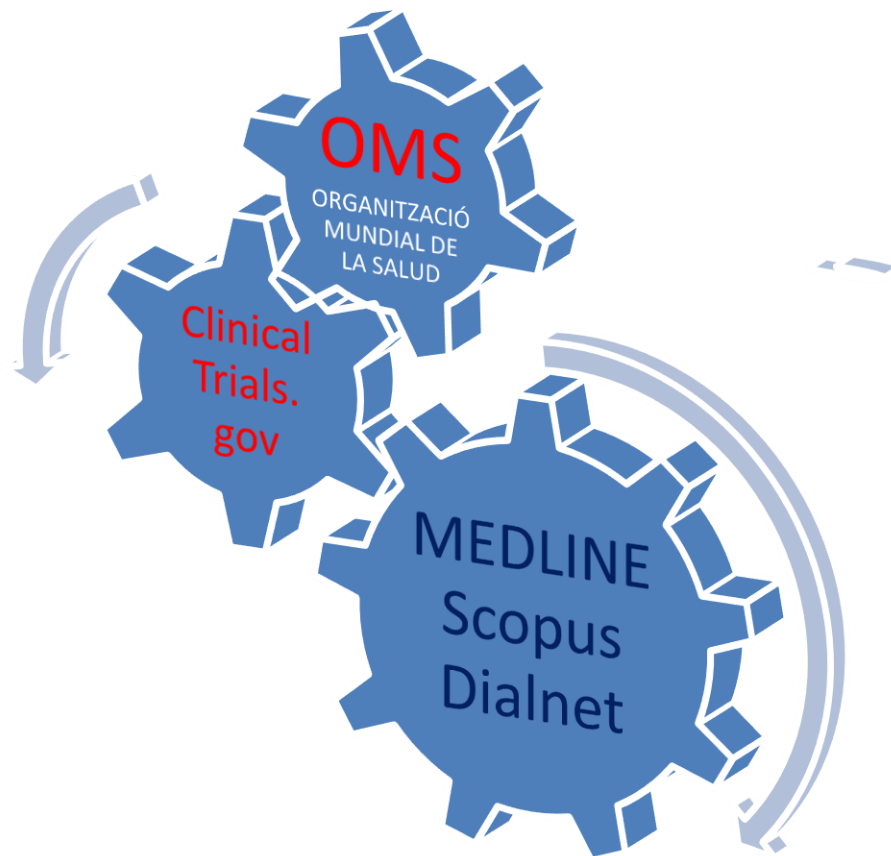 OMS
ORGANITZACIÓ
MUNDIAL DE
LA SALUD
Clinical
Trials.
gov
MEDLINE
Scopus
Dialnet